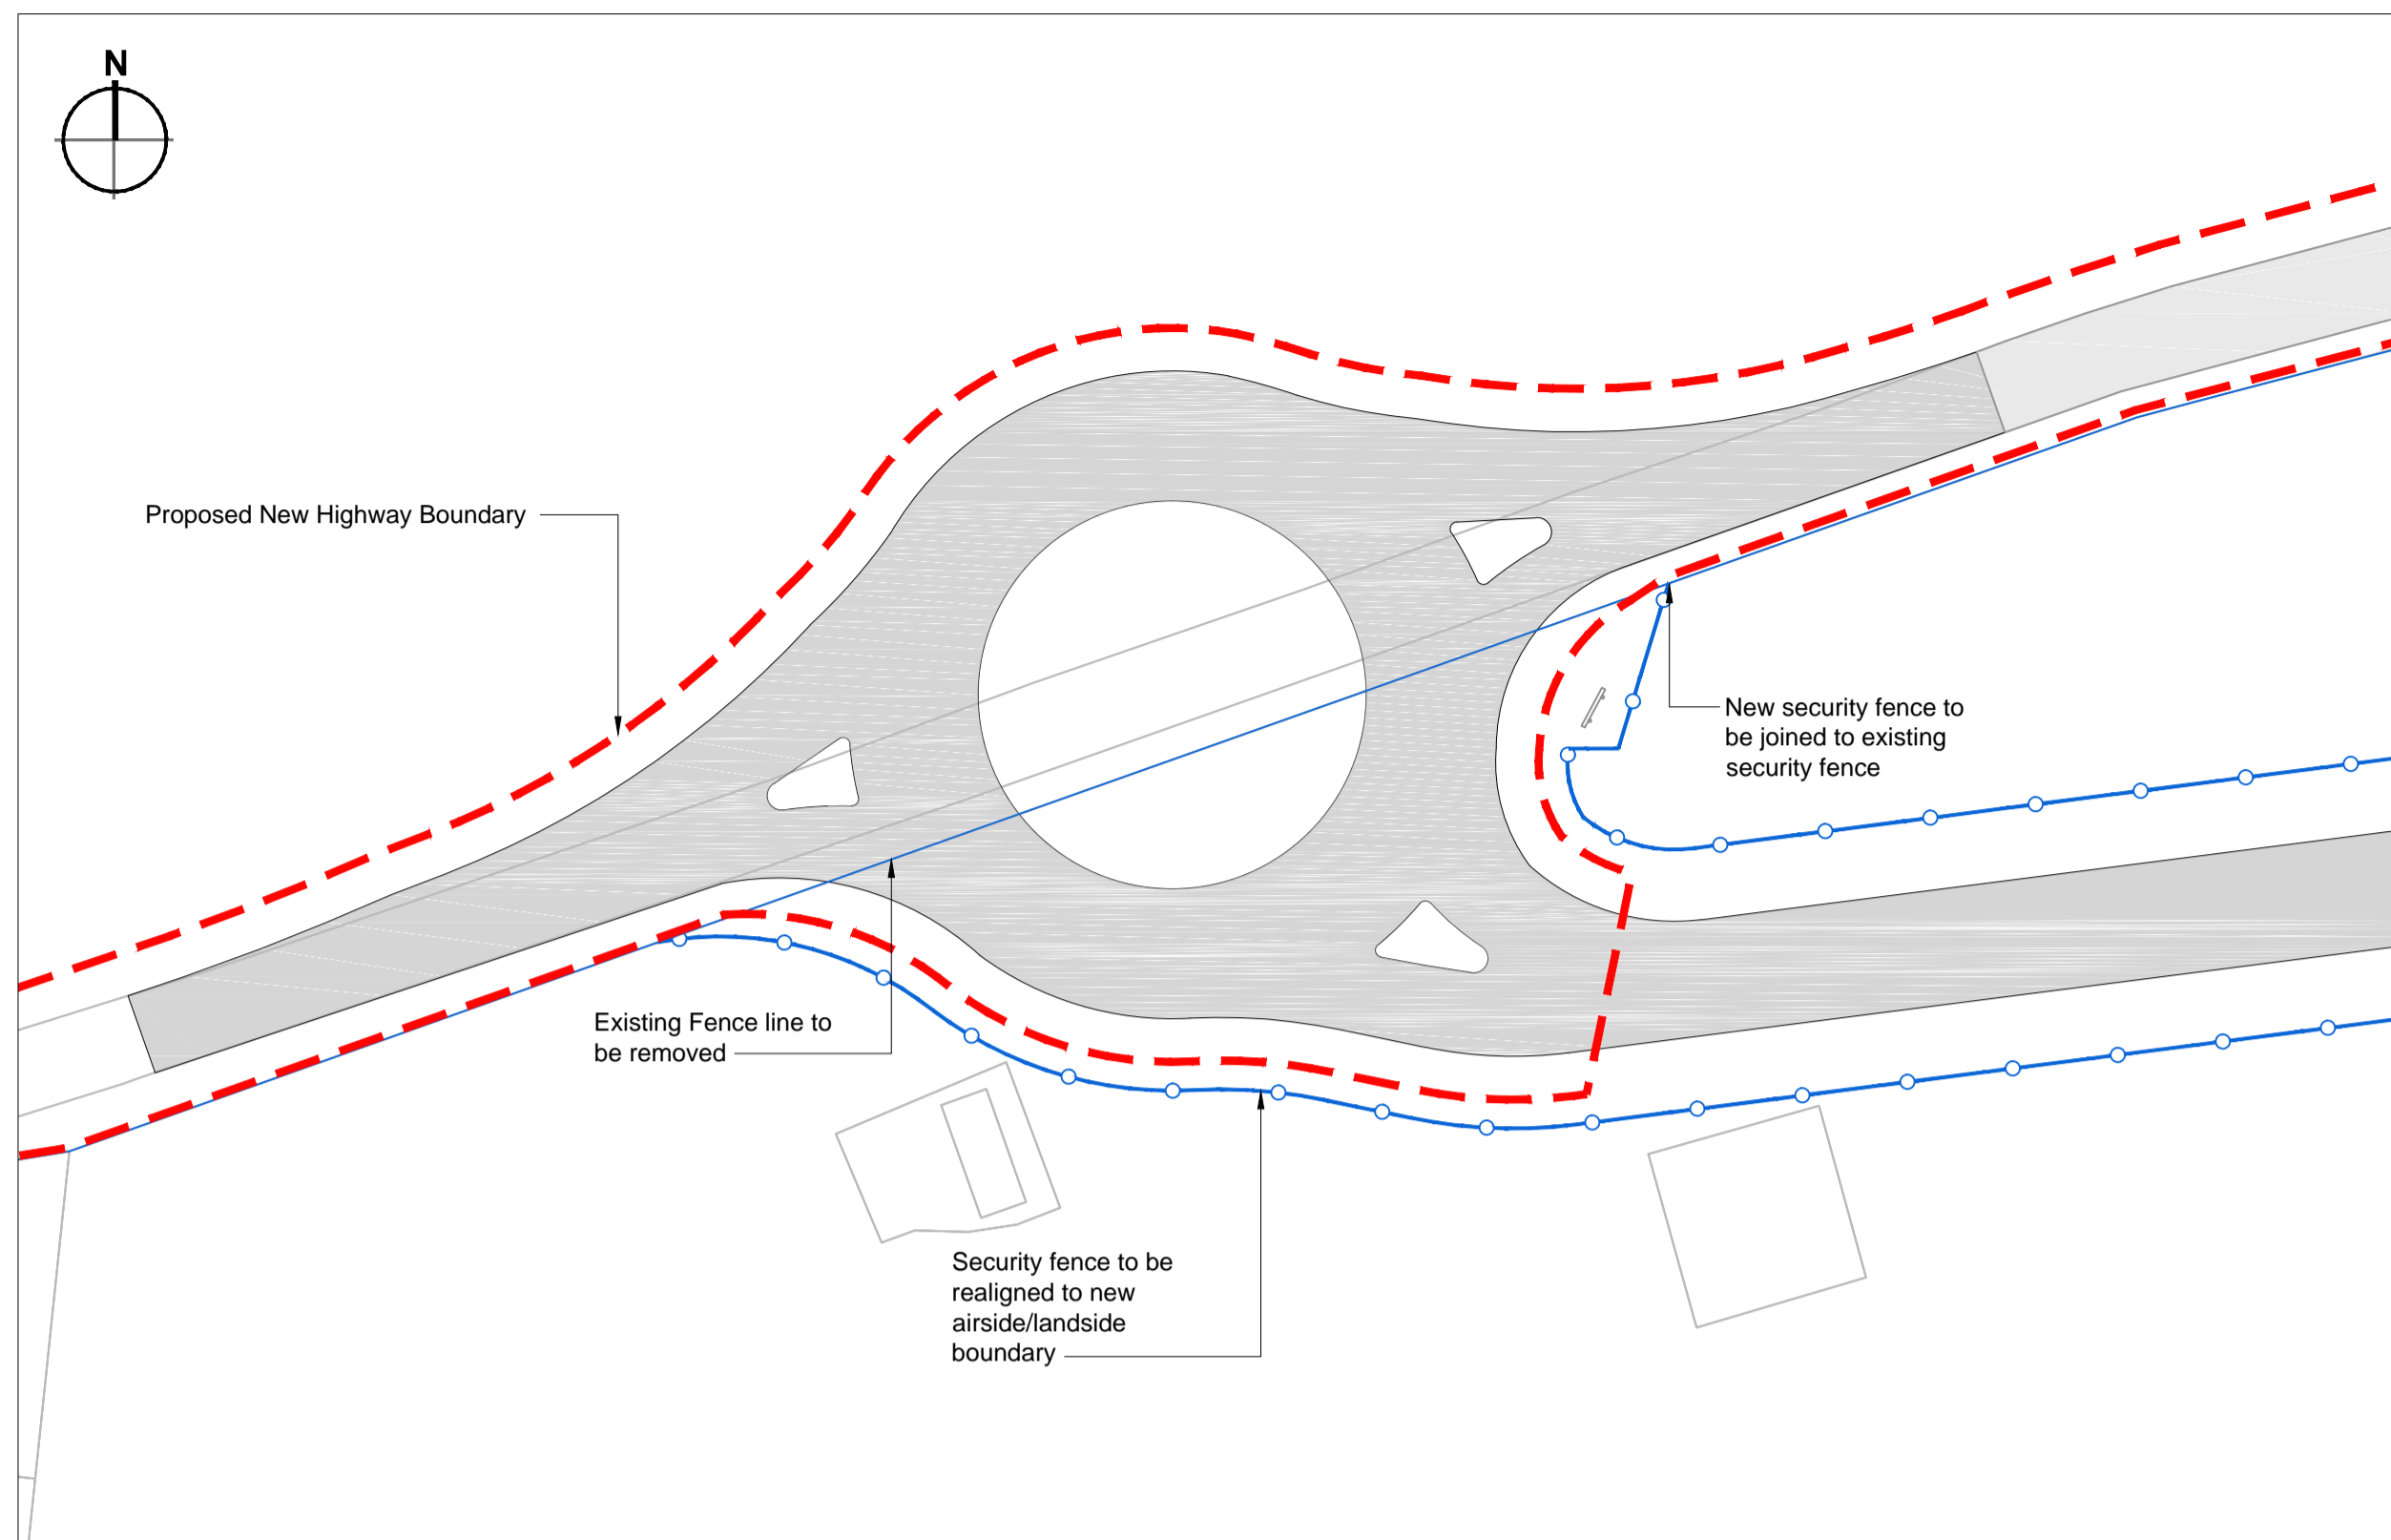 N
Proposed New Highway Boundary
New security fence to
be joined to existing
security fence
Existing Fence line to
be removed
Security fence to be
realigned to new
airside/landside
boundary